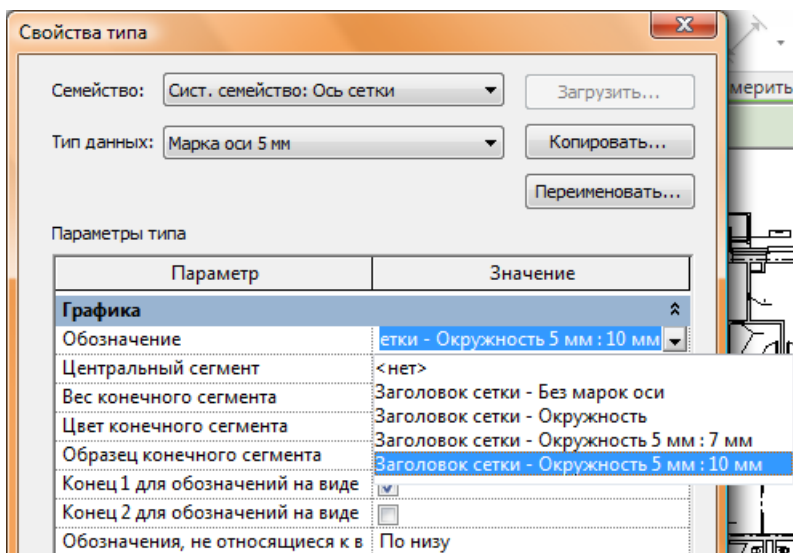 Свойства типа
Семейство: Сист. семейство: Ось сетки Загрузить...
мерить
Тип данных: Марка оси 5 мм Копировать...
Переименовать...
Параметры типа
Параметр Значение
Графика
Обозначение етки - Окружность 5 мм : 10 мм
Центральный сегмент <нет>
Вес конечного сегмента Заголовок сетки - Без марок оси
Цвет конечного сегмента Заголовок сетки - Окружность
Заголовок сетки - Окружность 5 мм : 7 мм
Образец конечного сегмента Заголовок сетки - Окружность 5 мм : 10 мм
Конец 1 для обозначений на виде
Конец 2 для обозначений на виде
Обозначения, не относящиеся к в По низу